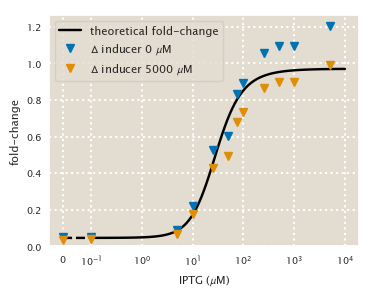 1.2
1.0
0.8
0.6
0.4
0.2
0.0
fold−change
theoretical fold−change
Δ inducer 0 μM
Δ inducer 5000 μM
0 10⁻¹ 10⁰ 10¹ 10² 10³ 10⁴
IPTG (μM)